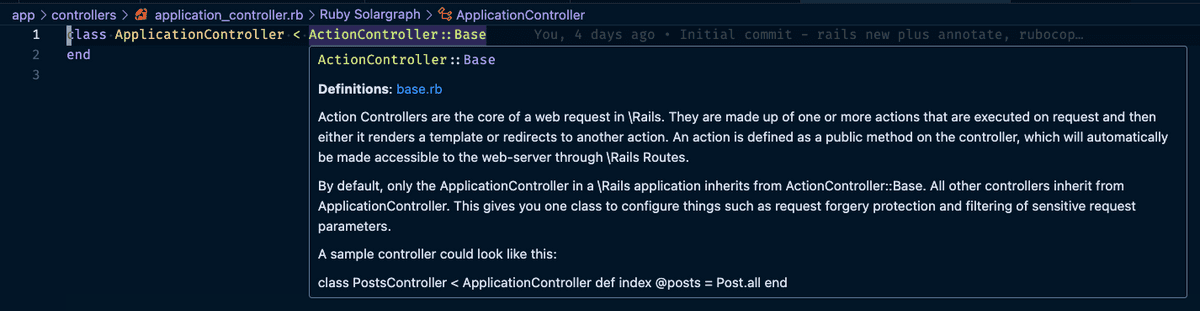 app > controllers > application_controller.rb > Ruby Solargraph > ApplicationController
1 class ApplicationController < ActionController::Base You, 4 days ago • Initial commit - rails new plus annotate, rubocop…
2 end
3
ActionController::Base
Definitions: base.rb
Action Controllers are the core of a web request in \Rails. They are made up of one or more actions that are executed on request and then
either it renders a template or redirects to another action. An action is defined as a public method on the controller, which will automatically
be made accessible to the web-server through \Rails Routes.
By default, only the ApplicationController in a \Rails application inherits from ActionController::Base. All other controllers inherit from
ApplicationController. This gives you one class to configure things such as request forgery protection and filtering of sensitive request
parameters.
A sample controller could look like this:
class PostsController < ApplicationController def index @posts = Post.all end